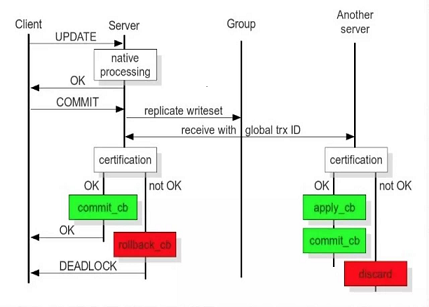 Client
Server
Group
Another
server
UPDATE
native
processing
OK
COMMIT
replicate writeset
receive with global trx ID
certification
certification
OK
not OK
OK
not OK
commit_cb
apply_cb
OK
rollback_cb
commit_cb
DEADLOCK
discard